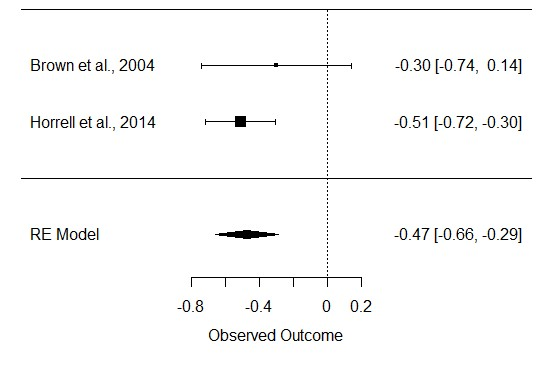 Brown et al., 2004 -0.30 [-0.74, 0.14]
Horrell et al., 2014 -0.51 [-0.72, -0.30]
RE Model -0.47 [-0.66, -0.29]
-0.8 -0.4 0 0.2
Observed Outcome